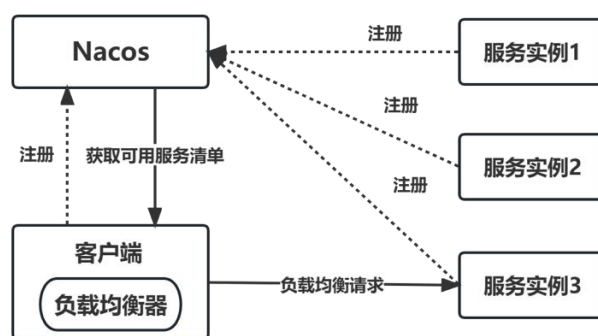 Nacos
注册
服务实例1
注册
服务实例2
注册
获取可用服务清单
注册
客户端
负载均衡器
负载均衡请求
服务实例3